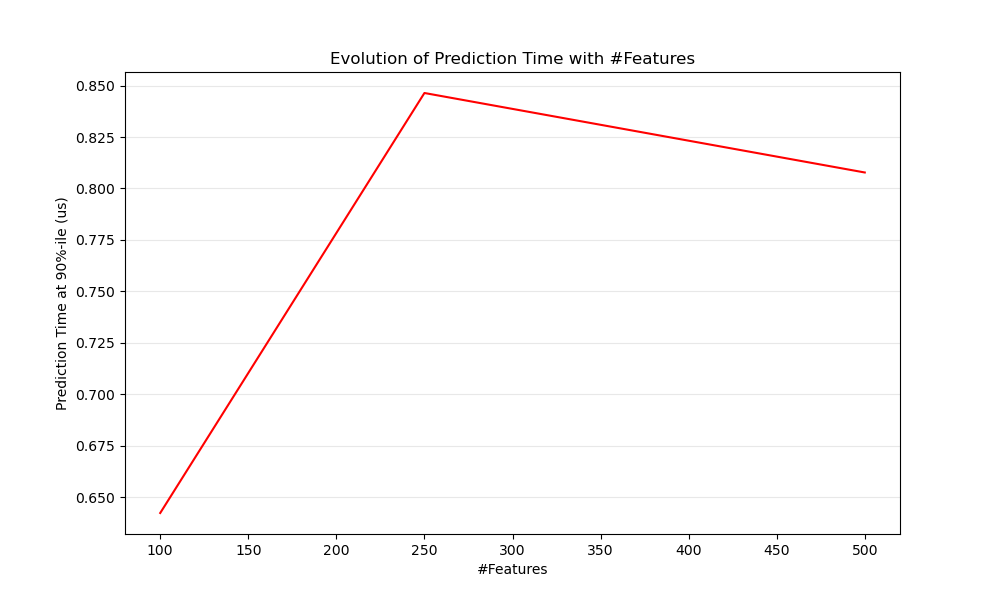 Evolution of Prediction Time with #Features
Prediction Time at 90%-ile (us)
0.850
0.825
0.800
0.775
0.750
0.725
0.700
0.675
0.650
100 150 200 250 300 350 400 450 500
#Features